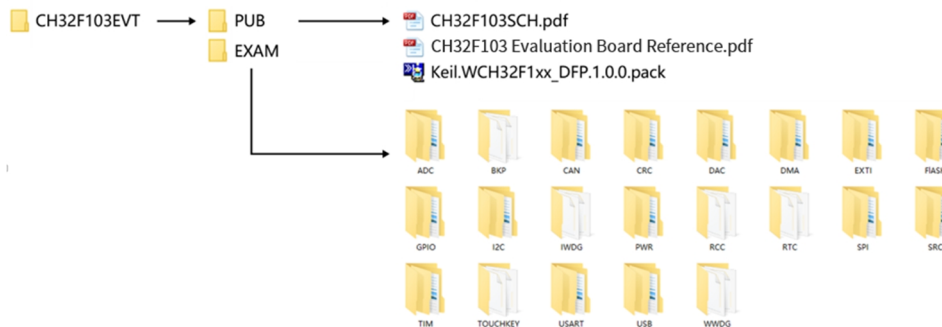 CH32F103EVT
PUB
CH32F103SCH.pdf
EXAM
CH32F103 Evaluation Board Reference.pdf
Keil.WCH32F1xx_DFP.1.0.0.pack
ADC BKP CAN CRC DAC DMA EXTI
GPIO I2C IWDG PWR RCC RTC SPI
TIM TOUCHKEY USART USB WWDG